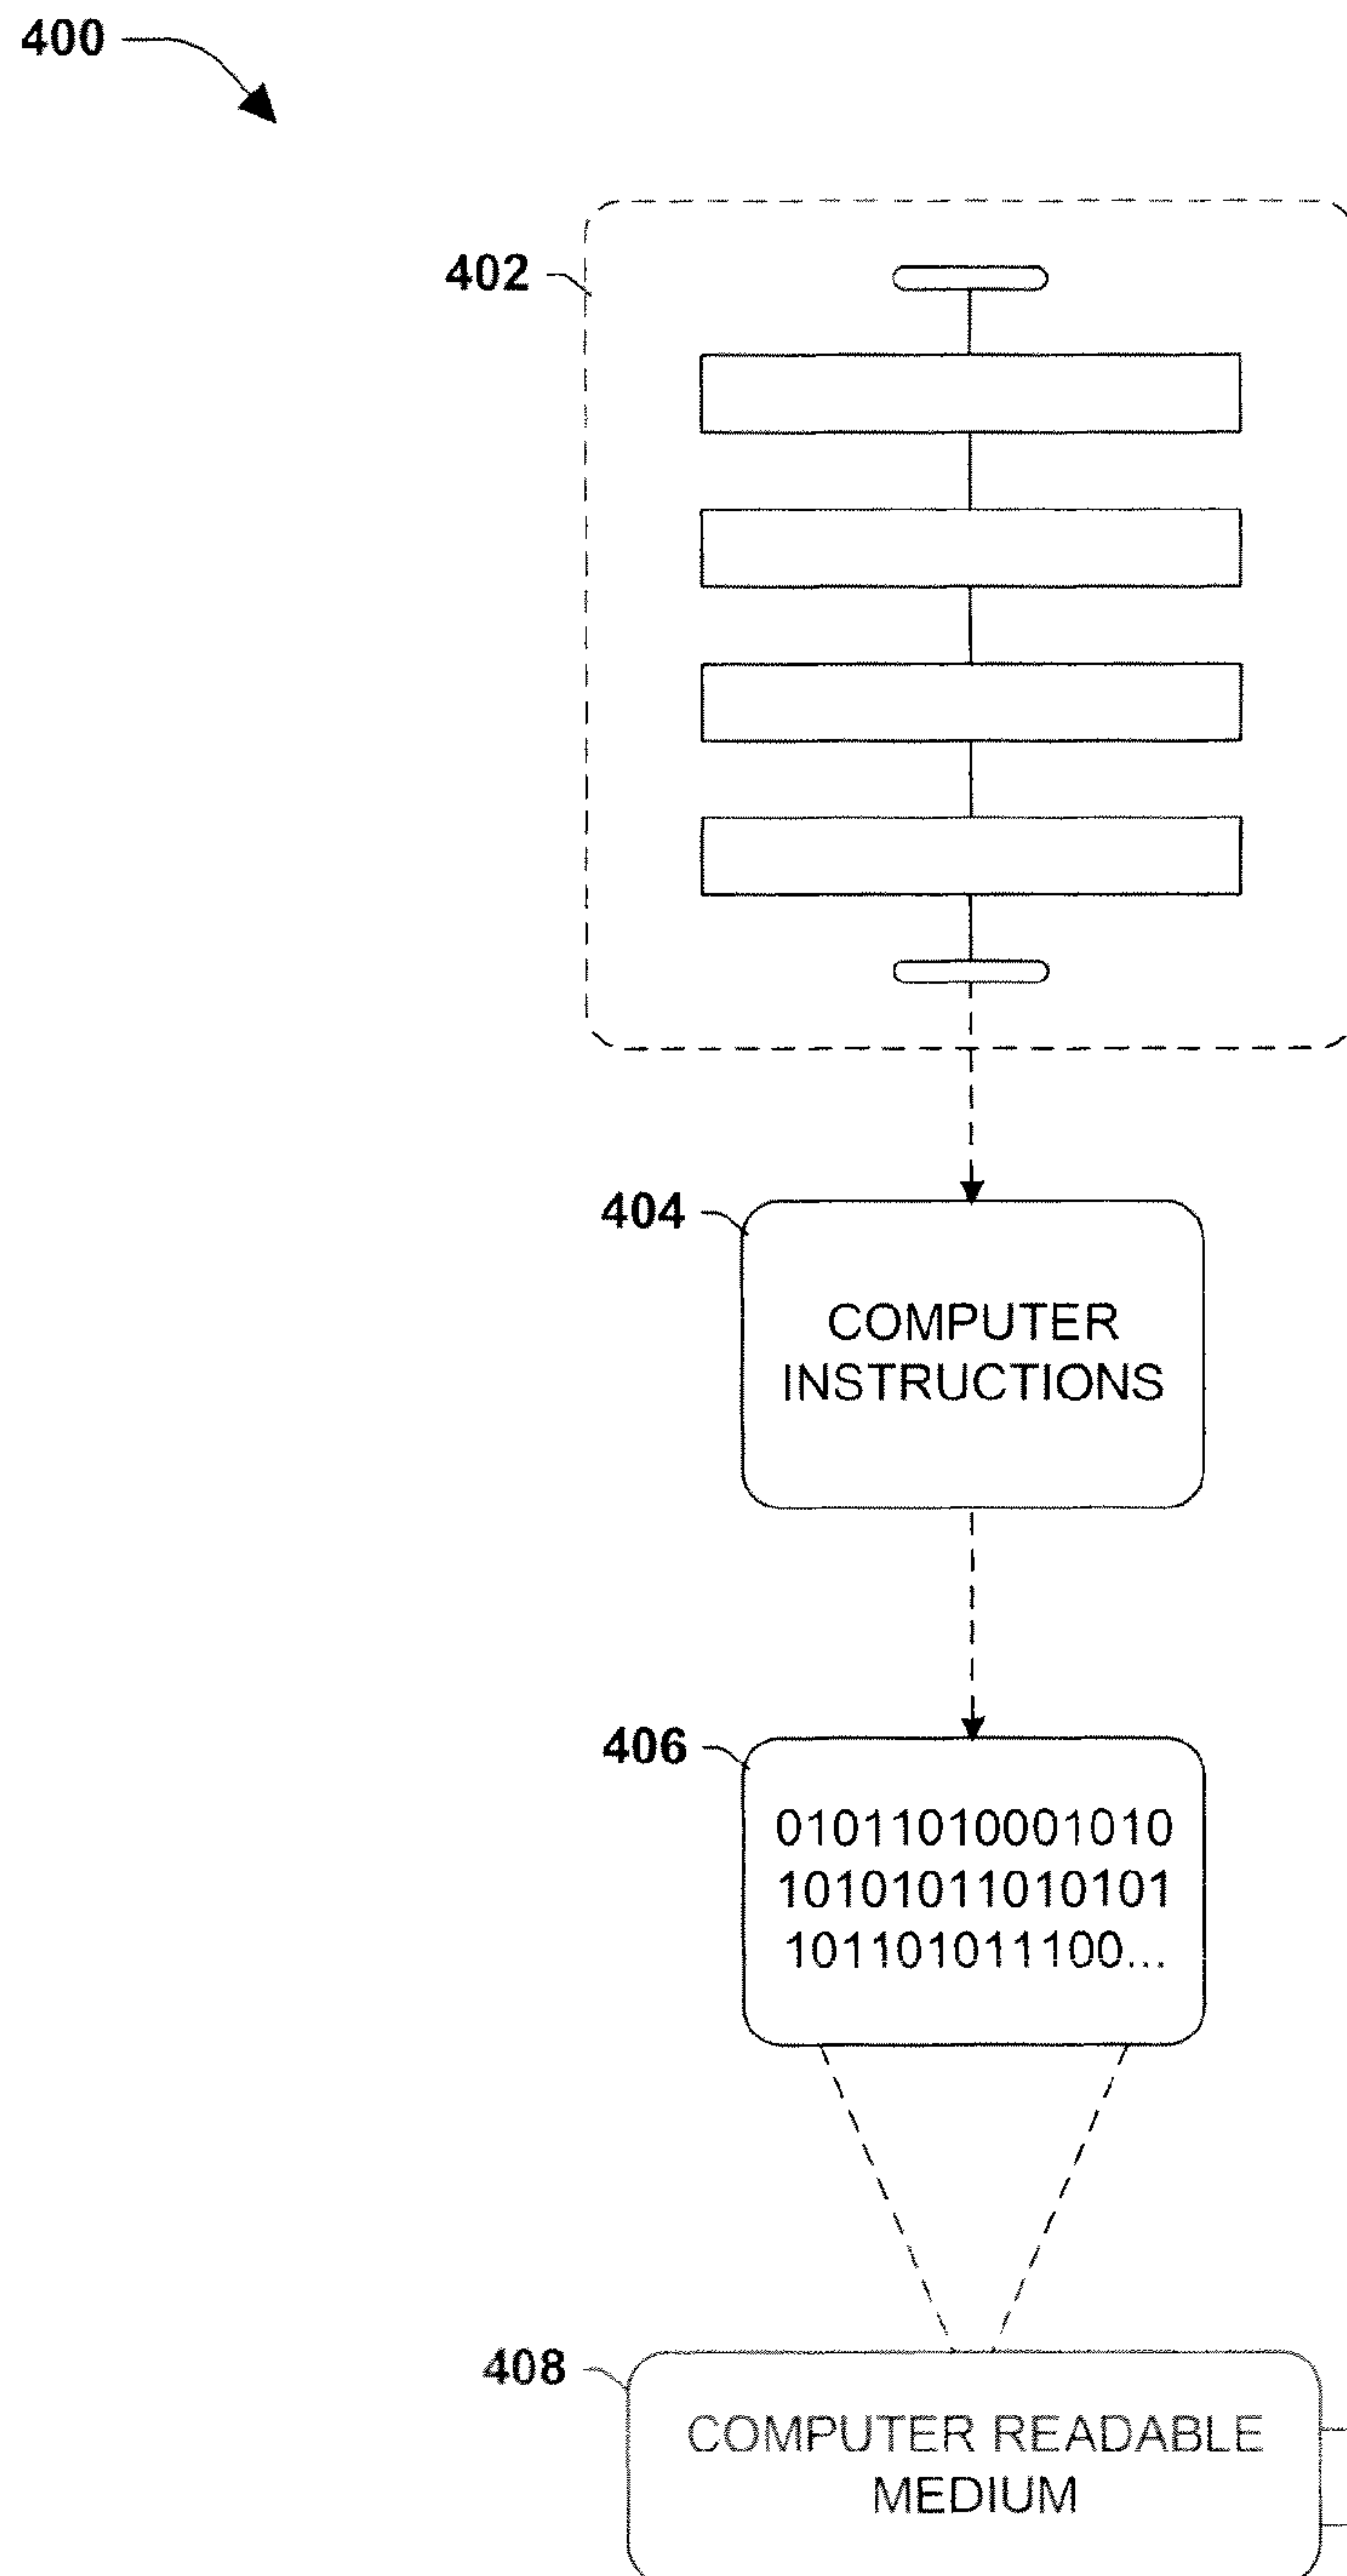 400
402
404
COMPUTER
INSTRUCTIONS
406
01011010001010
10101011010101
101101011100...
408
COMPUTER READABLE
MEDIUM